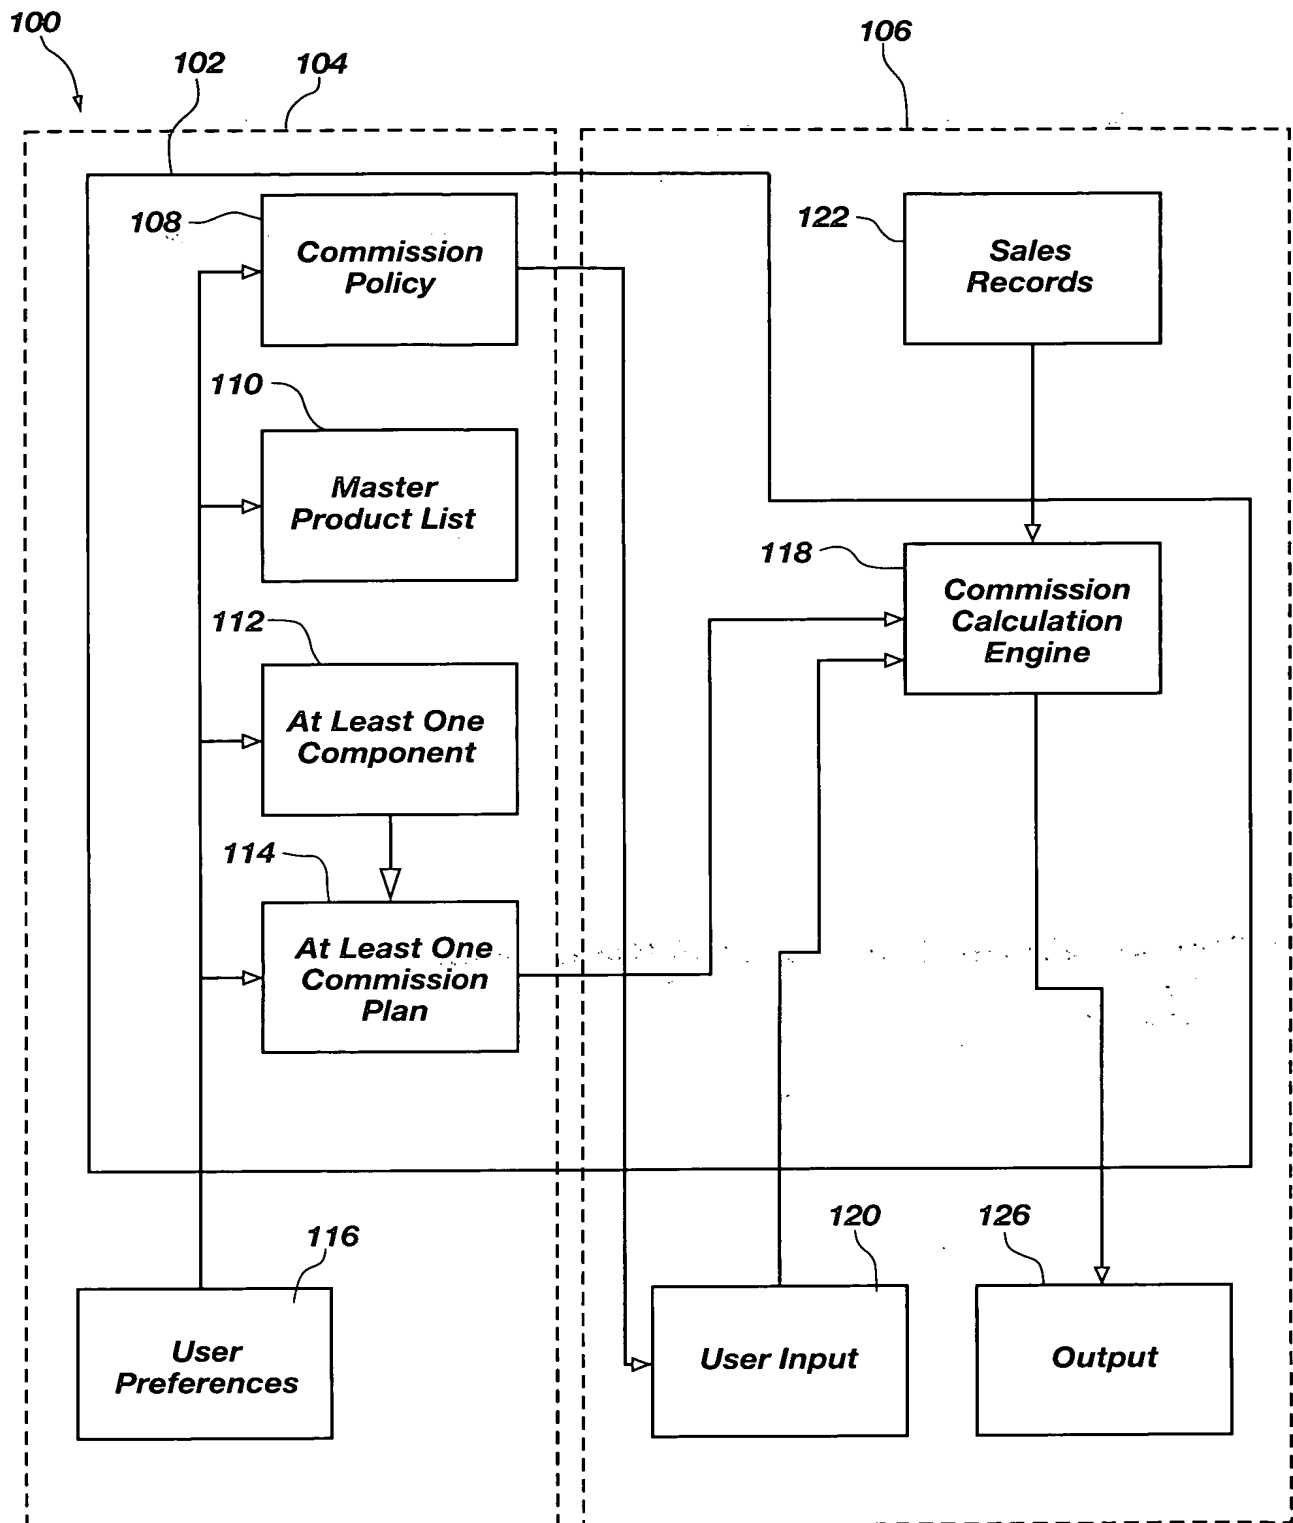 100
102
104
106
108
Commission
Policy
122
Sales
Records
110
Master
Product List
118
Commission
Calculation
Engine
112
At Least One
Component
114
At Least One
Commission
Plan
116
User
Preferences
120
User Input
126
Output